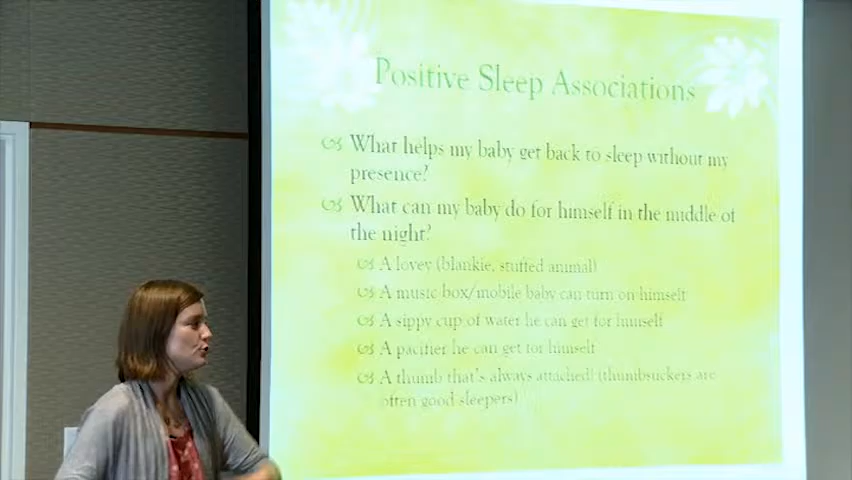 Positive Sleep Associations
What helps my baby get back to sleep without my
presence?
What can my baby do for himself in the middle of
the night?
A lovey (blankie, stuffed animal)
A music box/mobile baby can turn on himself
A sippy cup of water he can get for himself
A pacifier he can get for himself
A thumb that's always attached! (thumbsuckers are
often good sleepers)